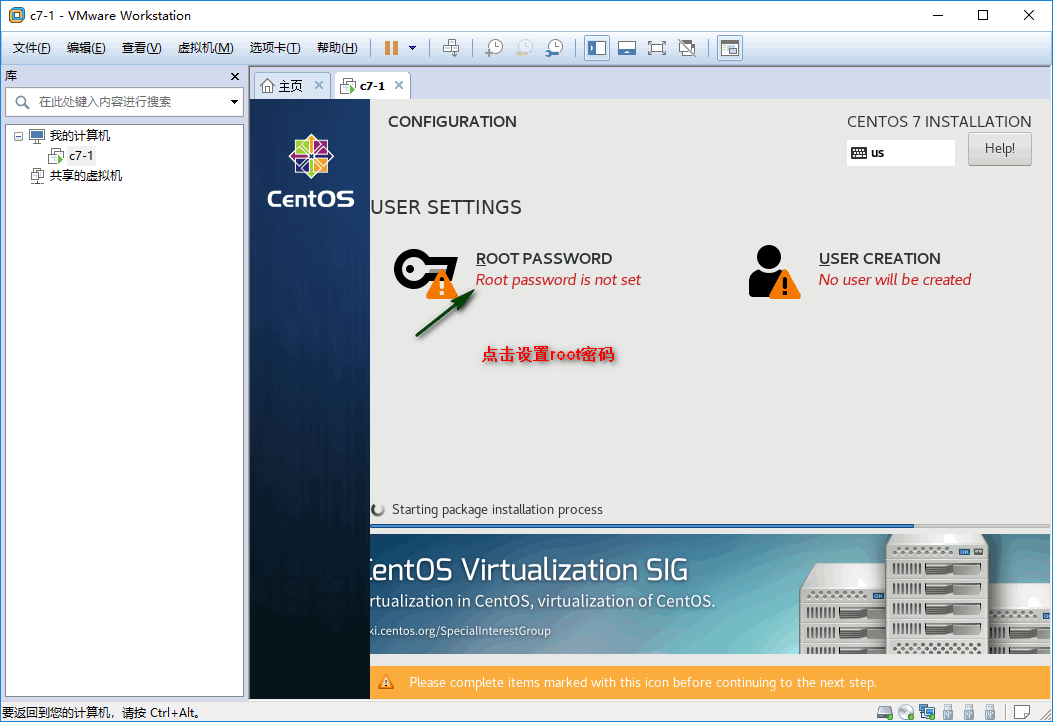 c7-1 - VMware Workstation
文件(F) 编辑(E) 查看(V) 虚拟机(M) 选项卡(T) 帮助(H)
库
在此处键入内容进行搜索
我的计算机
c7-1
共享的虚拟机
主页 c7-1
CentOS
CONFIGURATION
CENTOS 7 INSTALLATION
us
Help!
USER SETTINGS
ROOT PASSWORD
Root password is not set
USER CREATION
No user will be created
点击设置root密码
Starting package installation process
CentOS Virtualization SIG
rtualization in CentOS, virtualization of CentOS.
ki.centos.org/SpecialInterestGroup
OK
OK
Please complete items marked with this icon before continuing to the next step.
要返回到您的计算机，请按 Ctrl+Alt。